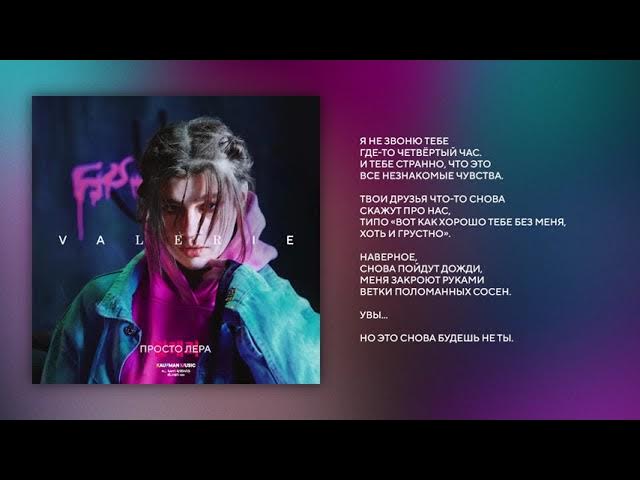 VALERIE
ПРОСТО ЛЕРА
KAUFMAN MUSIC
Я НЕ ЗВОНЮ ТЕБЕ
ГДЕ-ТО ЧЕТВЁРТЫЙ ЧАС.
И ТЕБЕ СТРАННО, ЧТО ЭТО
ВСЕ НЕЗНАКОМЫЕ ЧУВСТВА.
ТВОИ ДРУЗЬЯ ЧТО-ТО СНОВА
СКАЖУТ ПРО НАС,
ТИПО «ВОТ КАК ХОРОШО ТЕБЕ БЕЗ МЕНЯ,
ХОТЬ И ГРУСТНО».
НАВЕРНОЕ,
СНОВА ПОЙДУТ ДОЖДИ,
МЕНЯ ЗАКРОЮТ РУКАМИ
ВЕТКИ ПОЛОМАННЫХ СОСЕН.
УВЫ...
НО ЭТО СНОВА БУДЕШЬ НЕ ТЫ.